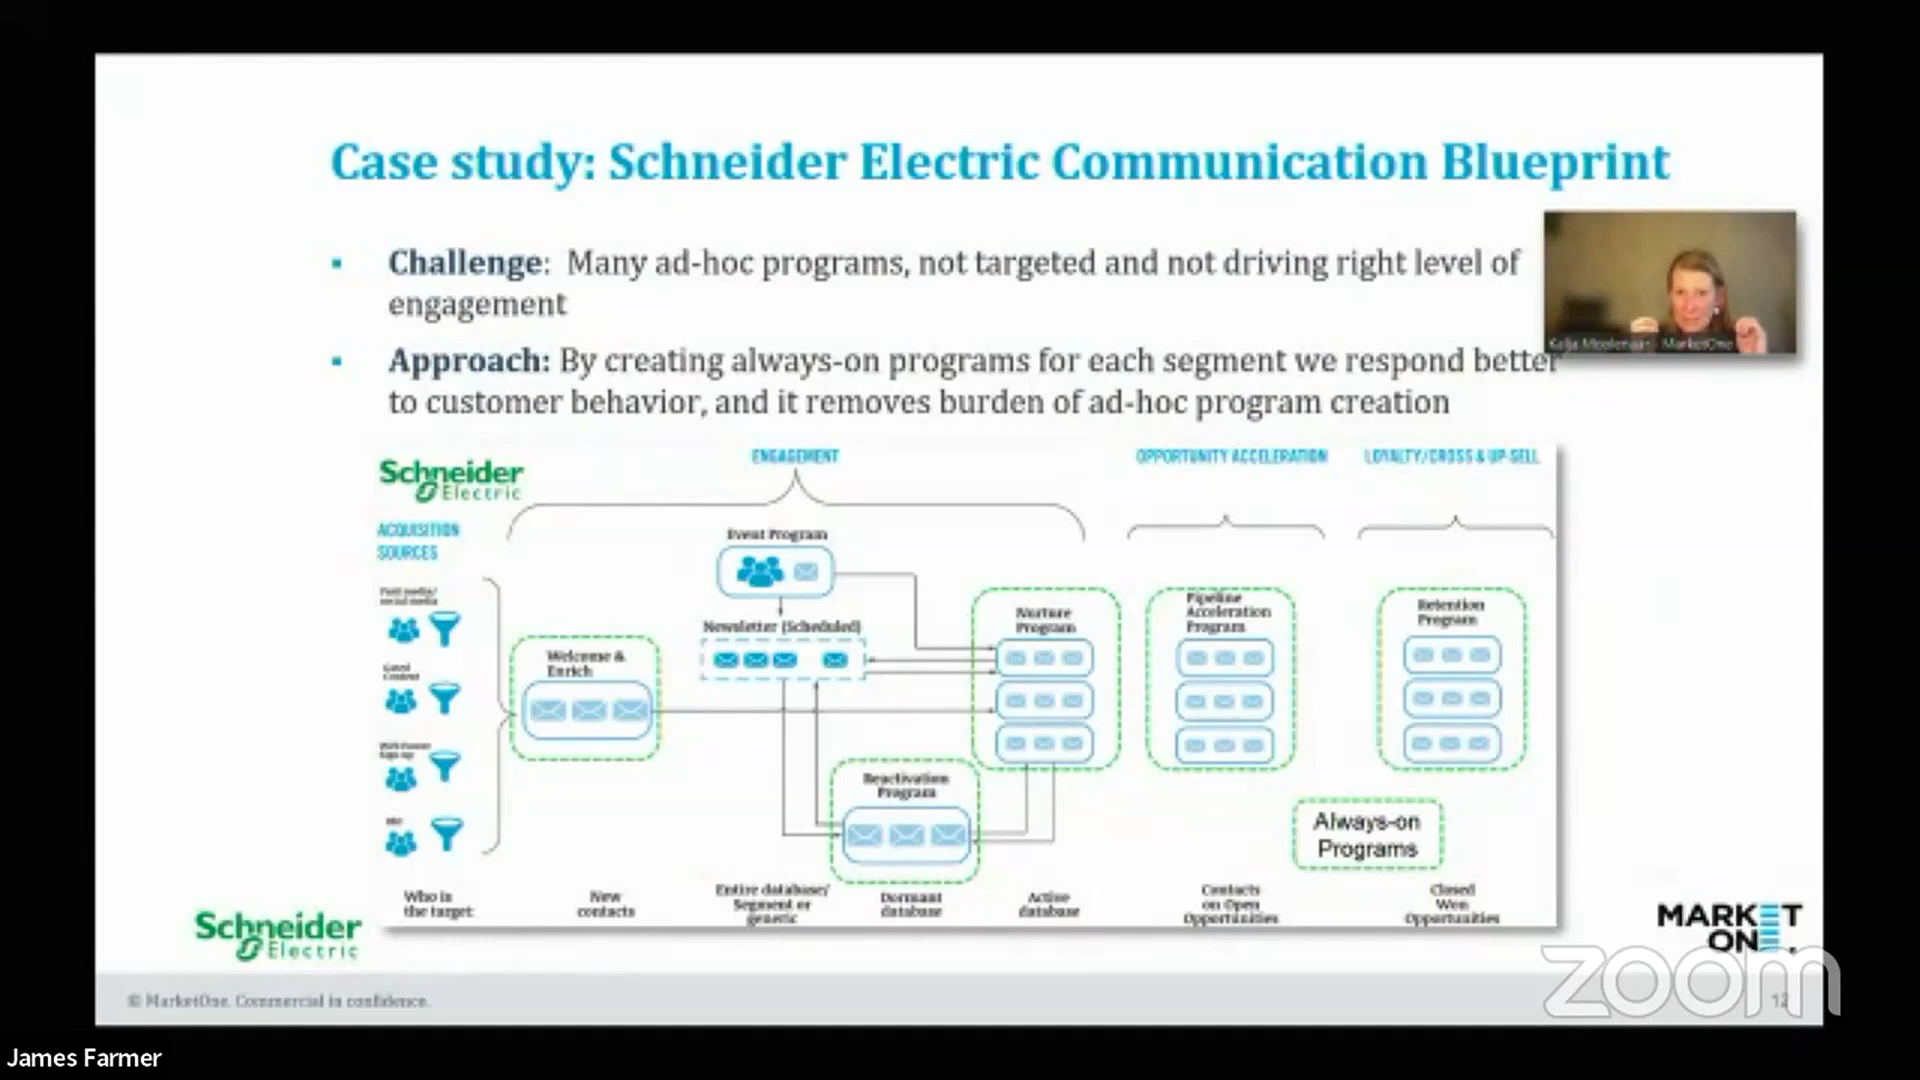 Case study: Schneider Electric Communication Blueprint
▪ Challenge: Many ad-hoc programs, not targeted and not driving right level of
engagement
▪ Approach: By creating always-on programs for each segment we respond better
to customer behavior, and it removes burden of ad-hoc program creation
MarketOne
Schneider
Electric
ENGAGEMENT
OPPORTUNITY ACCELERATION
LOYALTY/CROSS & UP-SELL
ACQUISITION
SOURCES
Event Program
Newsletter (Scheduled)
Welcome &
Enrich
Nurture
Program
Pipeline
Acceleration
Program
Retention
Program
Reactivation
Program
Always-on
Programs
Who is
the target
New
contacts
Entire database/
Segment or
generic
Dormant
database
Active
database
Contacts
on Open
Opportunities
Closed
Won
Opportunities
Schneider
Electric
MARKET
ONE.
© MarketOne. Commercial in confidence.
zoom
12
James Farmer